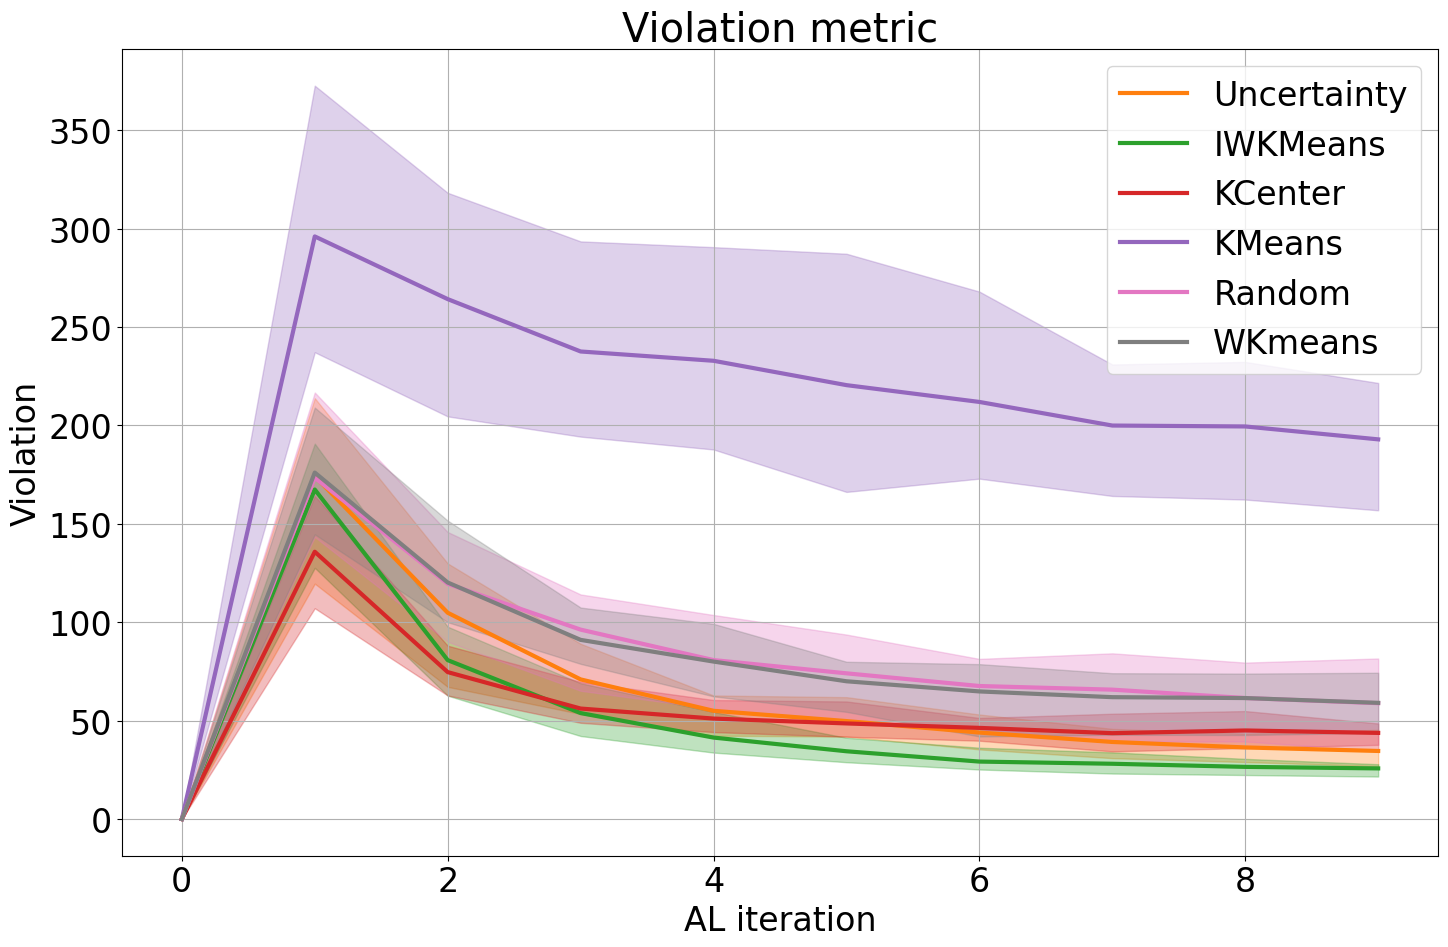 Violation metric
Violation
350
300
250
200
150
100
50
0
0 2 4 6 8
AL iteration
Uncertainty
IWKMeans
KCenter
KMeans
Random
WKmeans